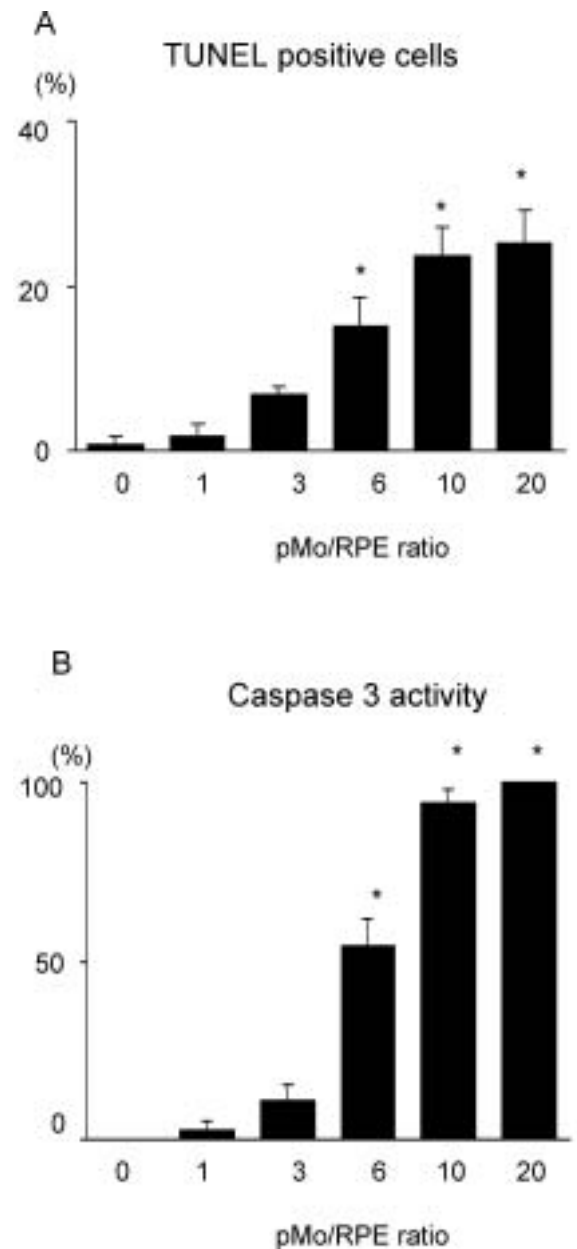 A
TUNEL positive cells
(%)
40
*
*
*
20
0
0 1 3 6 10 20
pMo/RPE ratio
B
Caspase 3 activity
(%)
* *
100
*
50
0
0 1 3 6 10 20
pMo/RPE ratio